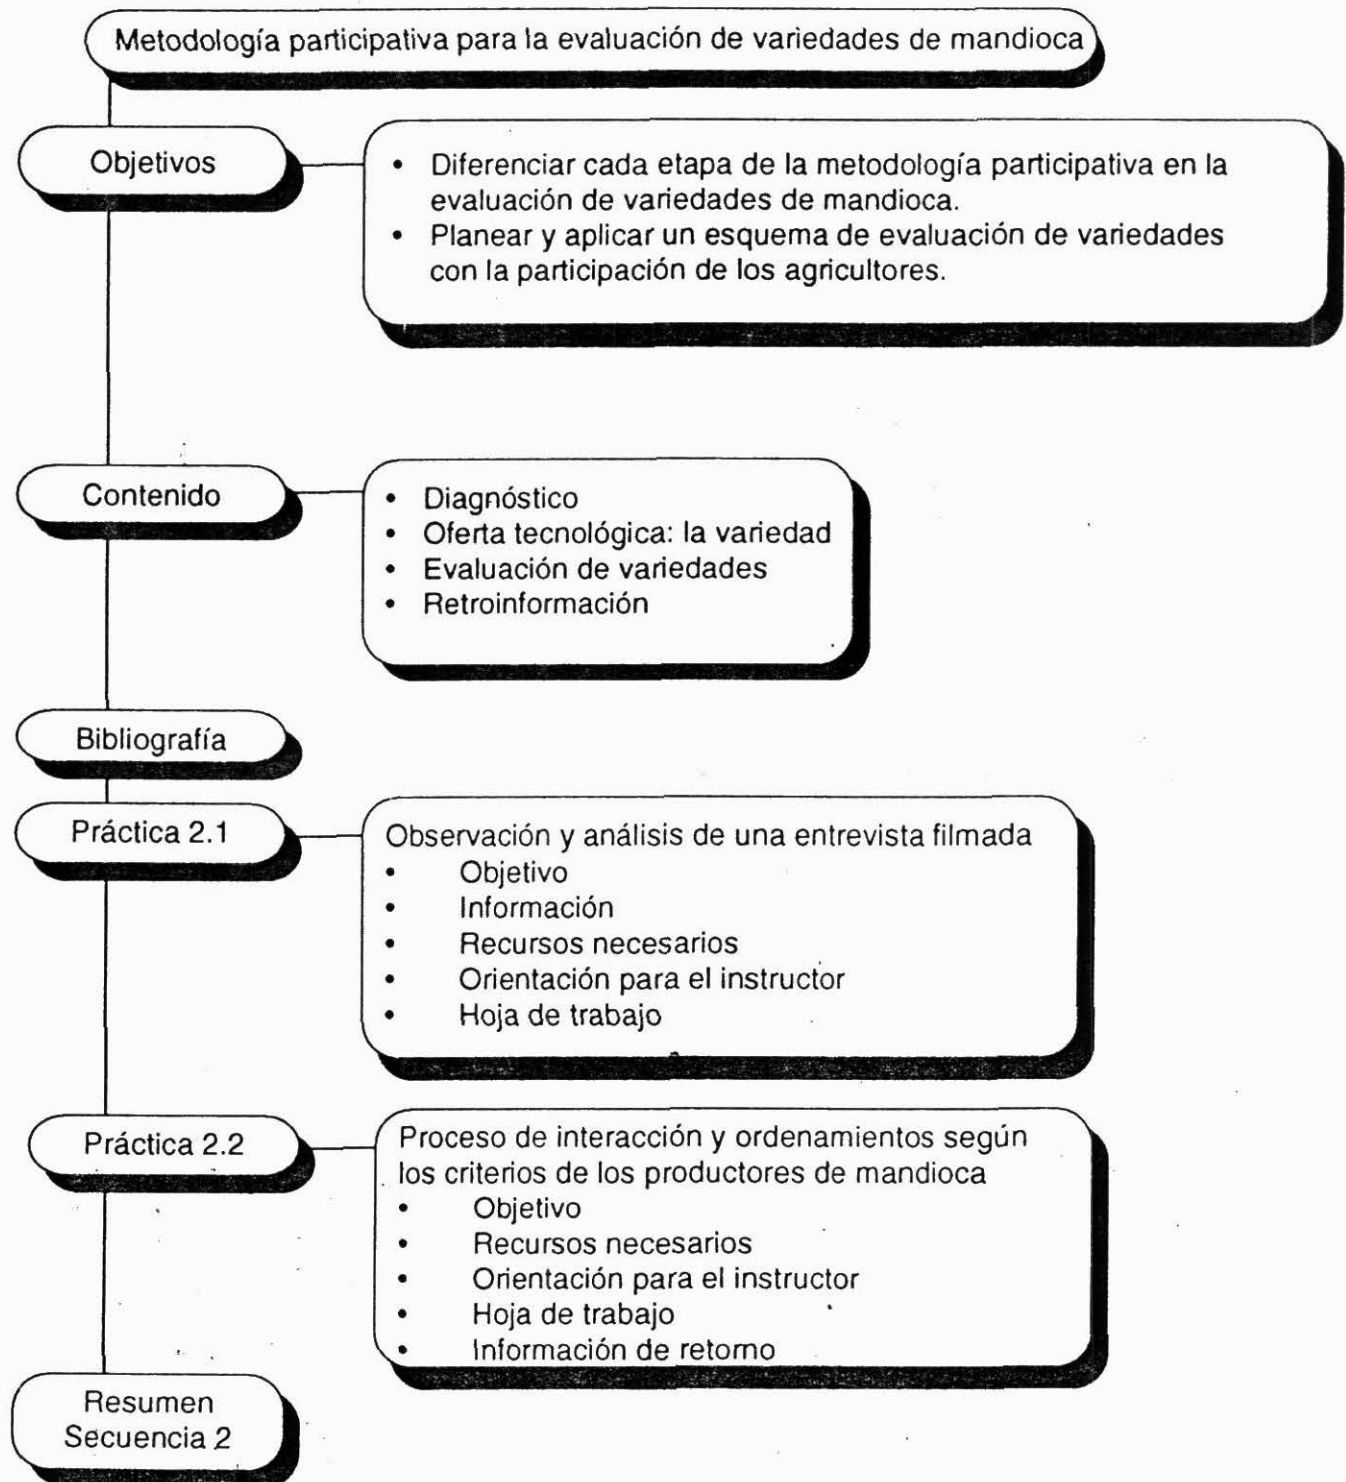 Metodología participativa para la evaluación de variedades de mandioca
Objetivos
• Diferenciar cada etapa de la metodología participativa en la
evaluación de variedades de mandioca.
• Planear y aplicar un esquema de evaluación de variedades
con la participación de los agricultores.
Contenido
• Diagnóstico
• Oferta tecnológica: la variedad
• Evaluación de variedades
• Retroinformación
Bibliografía
Práctica 2.1
Observación y análisis de una entrevista filmada
• Objetivo
• Información
• Recursos necesarios
• Orientación para el instructor
• Hoja de trabajo
Práctica 2.2
Proceso de interacción y ordenamientos según
los criterios de los productores de mandioca
• Objetivo
• Recursos necesarios
• Orientación para el instructor
• Hoja de trabajo
• Información de retorno
Resumen
Secuencia 2